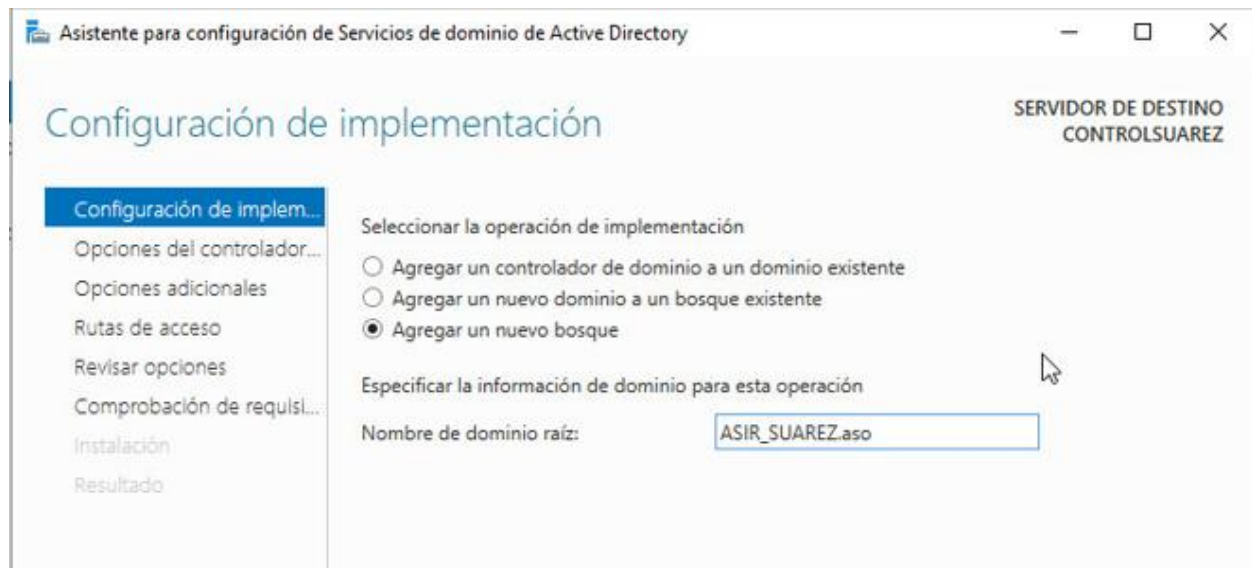 Asistente para configuración de Servicios de dominio de Active Directory
Configuración de implementación
SERVIDOR DE DESTINO
CONTROLSUAREZ
Configuración de implem...
Opciones del controlador...
Opciones adicionales
Rutas de acceso
Revisar opciones
Comprobación de requisi...
Instalación
Resultado
Seleccionar la operación de implementación
Agregar un controlador de dominio a un dominio existente
Agregar un nuevo dominio a un bosque existente
Agregar un nuevo bosque
Especificar la información de dominio para esta operación
Nombre de dominio raíz: ASIR_SUAREZ.aso